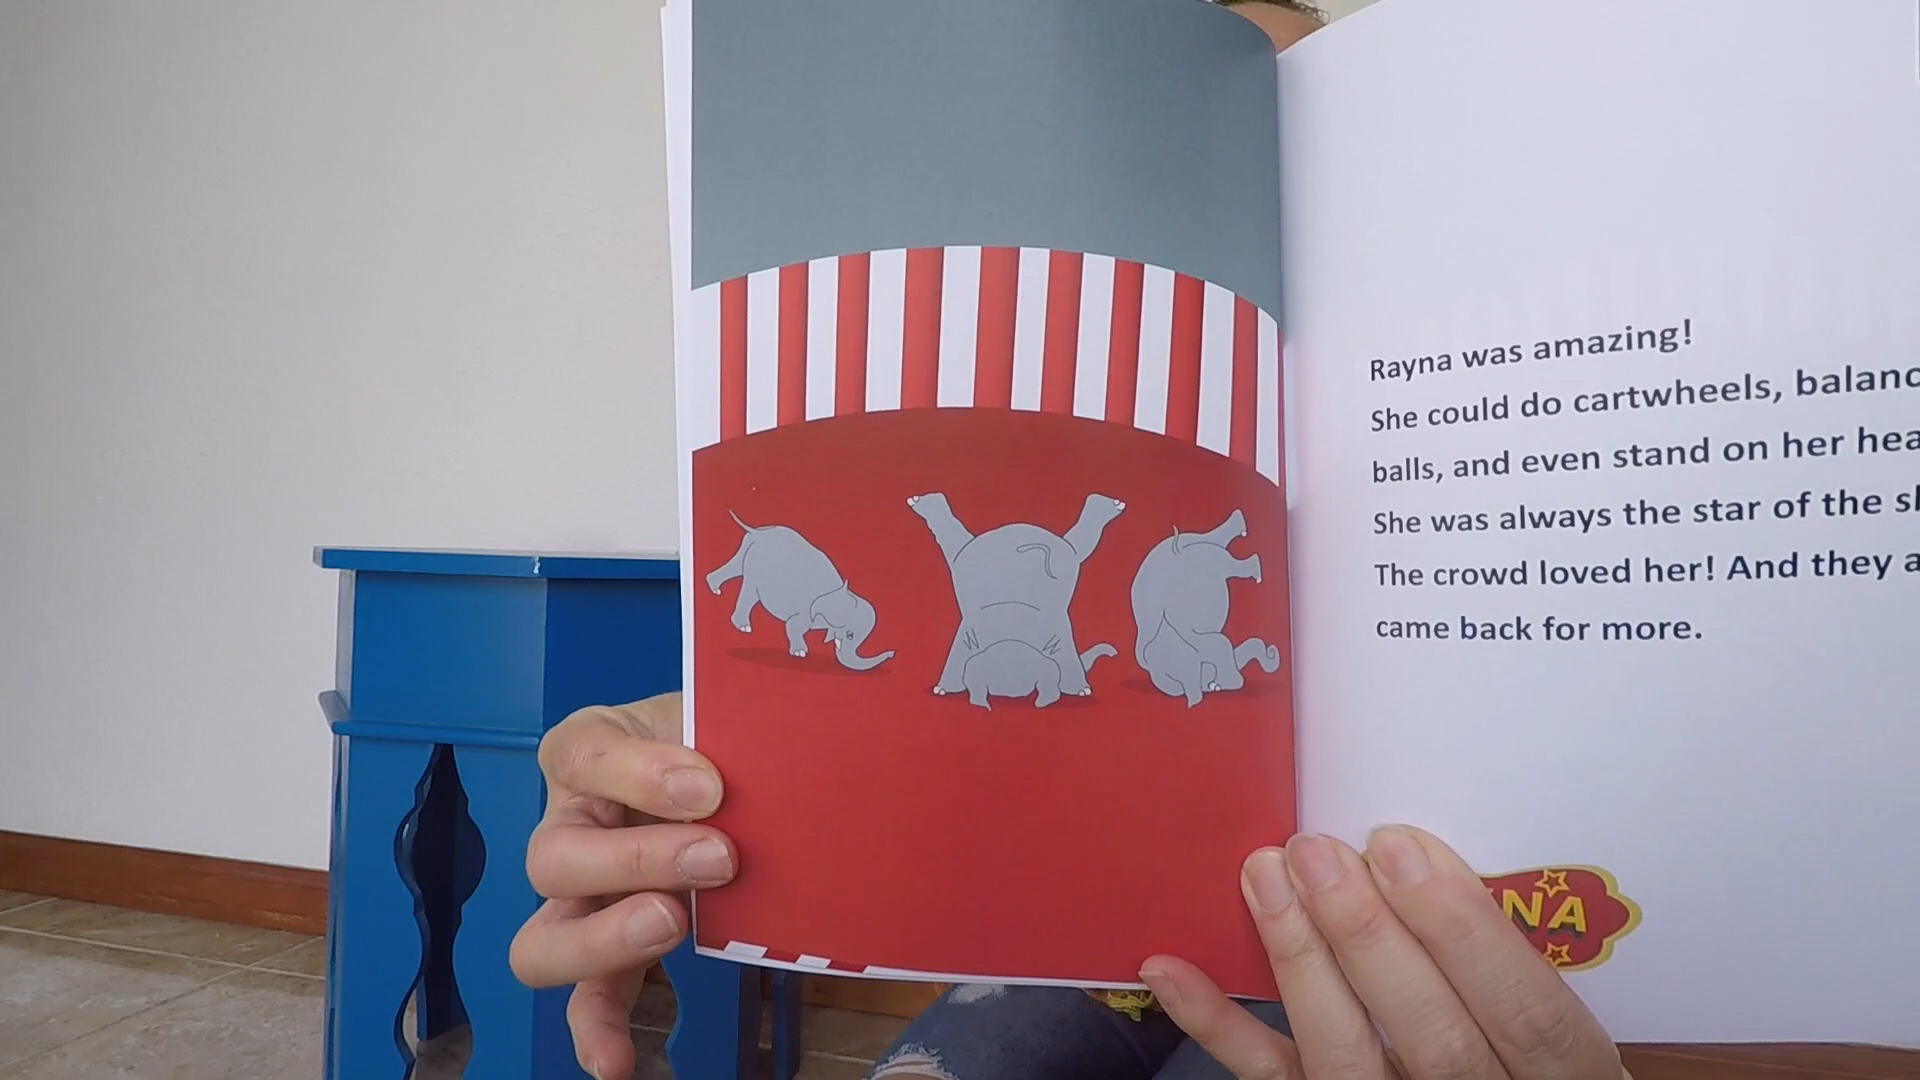 Rayna was amazing!
She could do cartwheels,
balls, and even stand on her
She was always the star of the
The crowd loved her! And they
came back for more.
NA